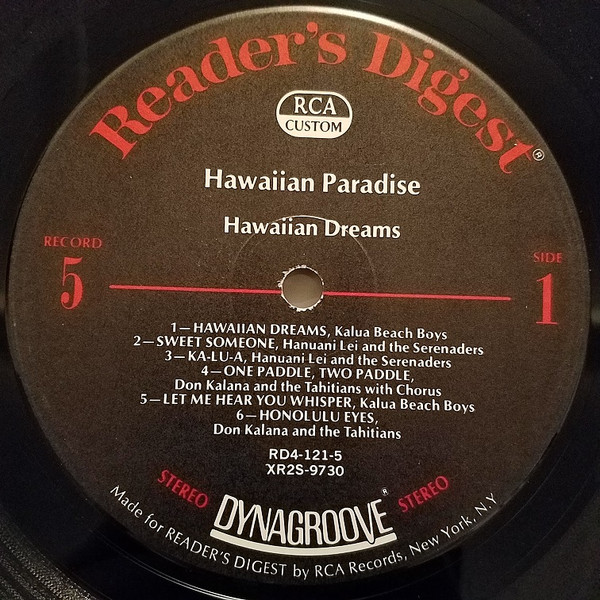 Reader's Digest®
RCA
CUSTOM
Hawaiian Paradise
Hawaiian Dreams
RECORD
5
SIDE
1
1—HAWAIIAN DREAMS, Kalua Beach Boys
2—SWEET SOMEONE, Hanuani Lei and the Serenaders
3—KA-LU-A, Hanuani Lei and the Serenaders
4—ONE PADDLE, TWO PADDLE,
Don Kalana and the Tahitians with Chorus
5—LET ME HEAR YOU WHISPER, Kalua Beach Boys
6—HONOLULU EYES,
Don Kalana and the Tahitians
RD4-121-5
XR2S-9730
STEREO DYNAGROOVE® STEREO
Made for READER'S DIGEST by RCA Records, New York, N.Y